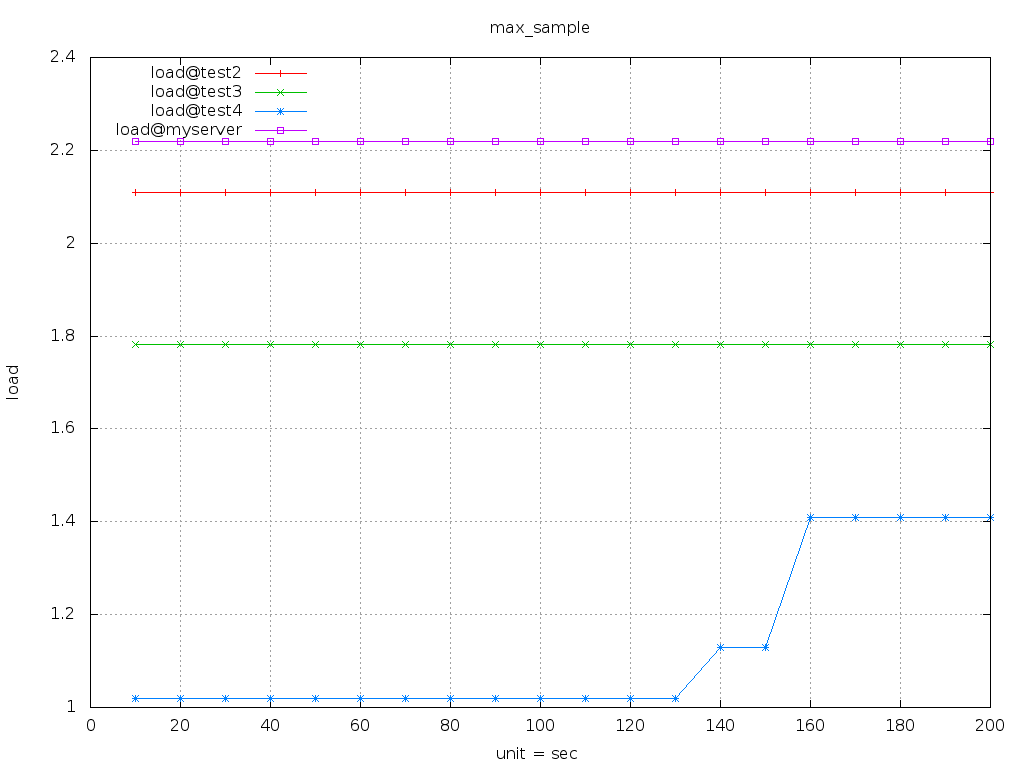 max_sample
load@test2
load@test3
load@test4
load@myserver
2.4
2.2
2
1.8
1.6
1.4
1.2
1
load
0 20 40 60 80 100 120 140 160 180 200
unit = sec